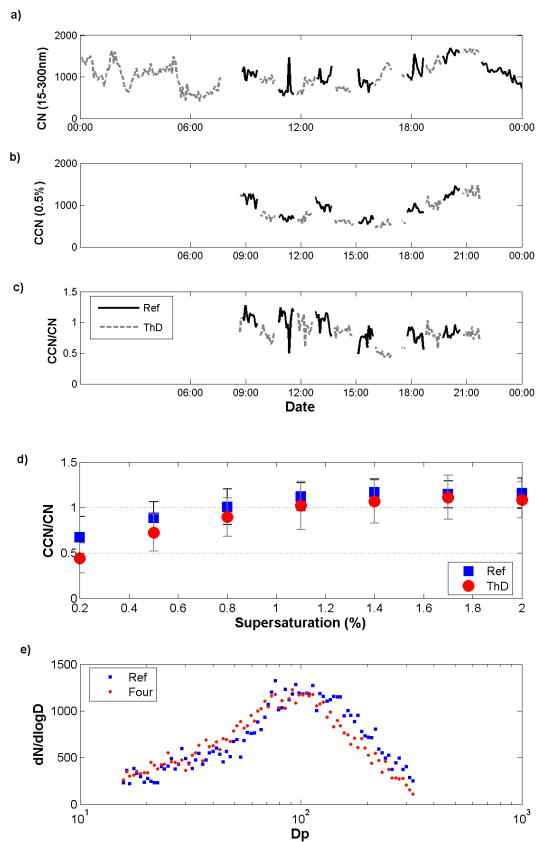 a)
CN (15-300nm)
2000
1000
0
00:00 06:00 12:00 18:00 00:00
b)
CCN (0.5%)
2000
1000
0
06:00 09:00 12:00 15:00 18:00 21:00 00:00
c)
CCN/CN
1.5
1
0.5
0
Ref
ThD
06:00 09:00 12:00 15:00 18:00 21:00 00:00
Date
d)
CCN/CN
1.5
1
0.5
0
Ref
ThD
0.2 0.4 0.6 0.8 1 1.2 1.4 1.6 1.8 2
Supersaturation (%)
e)
dN/dlogD
1500
1000
500
0
Ref
Four
10^1 10^2 10^3
Dp